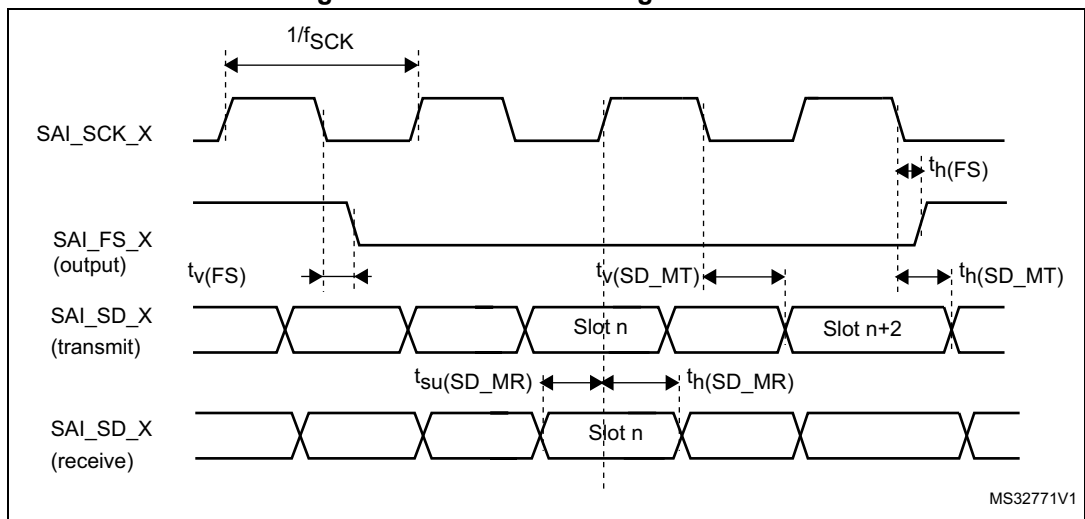 1/fSCK
SAI_SCK_X
th(FS)
SAI_FS_X
(output)
tv(FS)
tv(SD_MT)
th(SD_MT)
SAI_SD_X
(transmit)
Slot n
Slot n+2
tsu(SD_MR)
th(SD_MR)
SAI_SD_X
(receive)
Slot n
MS32771V1